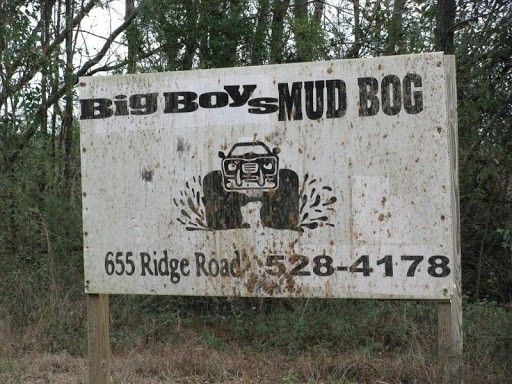 Big Boys MUD BOG
655 Ridge Road 528-4178